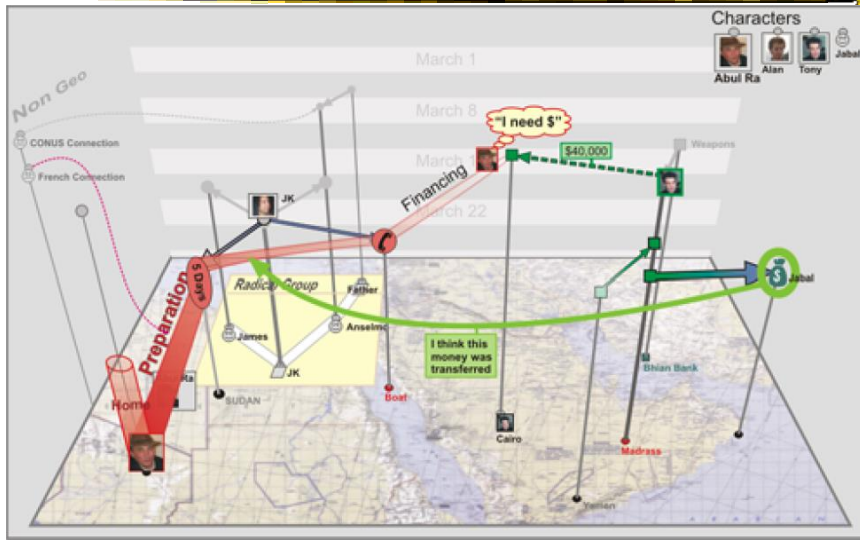 Characters
Abul Ra
Alan
Tony
Jabal
Non Geo
March 1
March 8
"I need $"
CONUS Connection
$40,000
Weapons
March 1
French Connection
Financing
JK
March 22
5 Days
Preparation
Radical Group
Father
$
Jabal
James
Anselmo
I think this
money was
transferred
JK
Bhian Bank
Ra
Home
SUDAN
Boat
Cairo
Madrass
Yemen